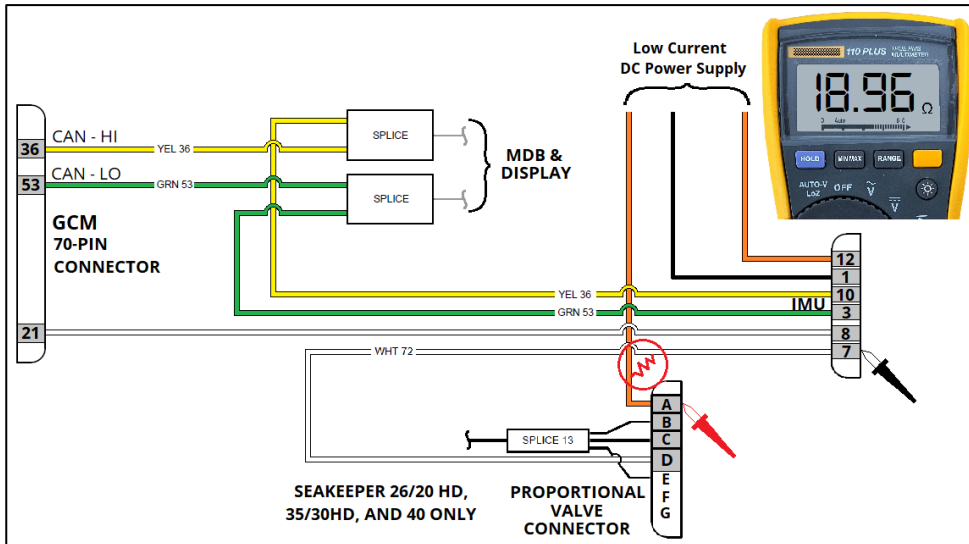 Low Current
DC Power Supply
110 PLUS TRUE RMS
MULTIMETER
18.96 Ω
HOLD
MIN MAX
RANGE
AUTO-V
LoZ
OFF
V
V
36
CAN - HI
YEL 36
SPLICE
53
CAN - LO
GRN 53
SPLICE
MDB &
DISPLAY
GCM
70-PIN
CONNECTOR
12
1
YEL 36
10
IMU
GRN 53
3
21
8
WHT 72
7
A
B
SPLICE 13
C
D
E
F
G
SEAKEEPER 26/20 HD,
35/30HD, AND 40 ONLY
PROPORTIONAL
VALVE
CONNECTOR